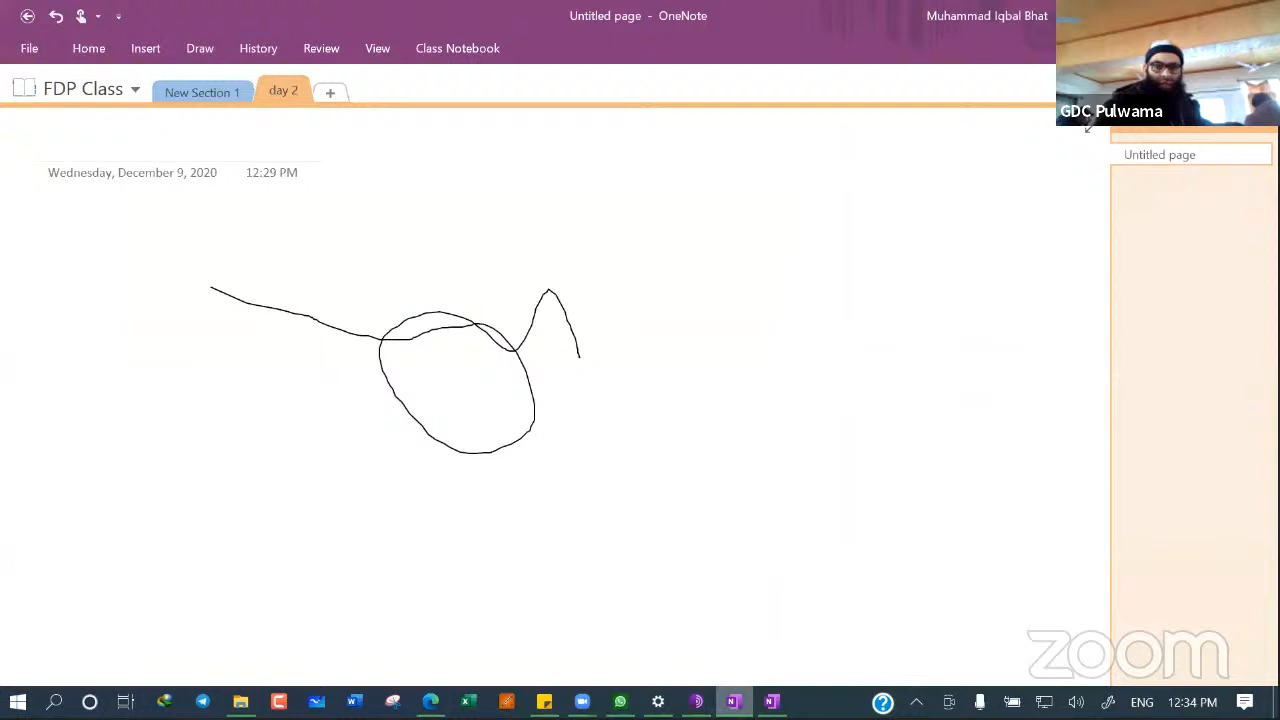 Untitled page - OneNote
Muhammad Iqbal Bhat
File Home Insert Draw History Review View Class Notebook
FDP Class
New Section 1
day 2
+
GDC Pulwama
Untitled page
Wednesday, December 9, 2020 12:29 PM
zoom
ENG 12:34 PM